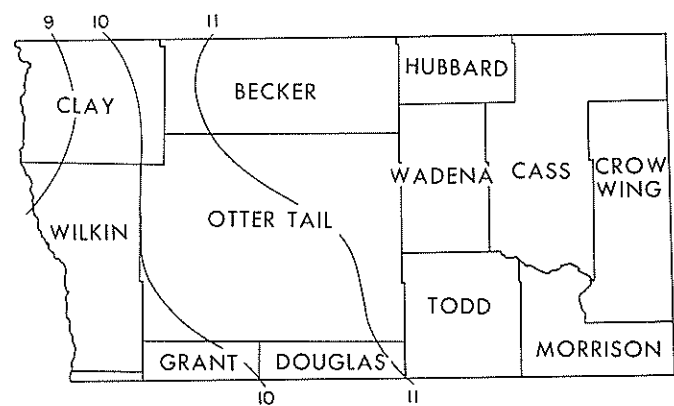 9 10 11
HUBBARD
CLAY
BECKER
WADENA
CASS
CROW
WING
OTTER TAIL
WILKIN
TODD
GRANT
DOUGLAS
MORRISON
10 11